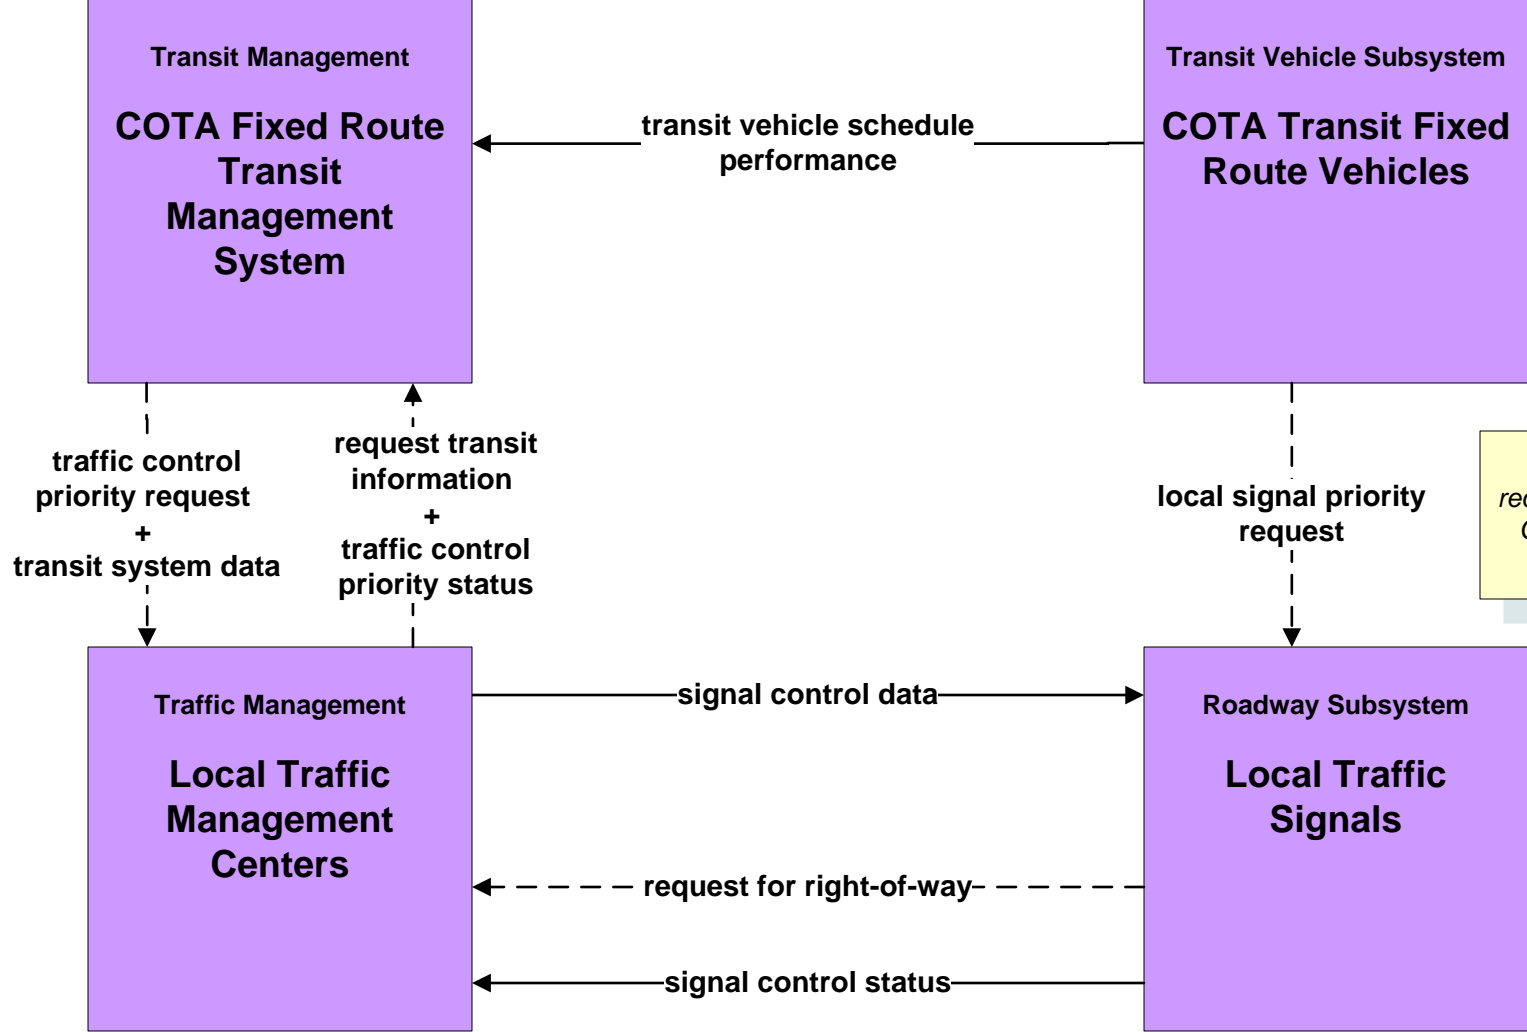 Transit Management
COTA Fixed Route
Transit
Management
System
transit vehicle schedule
performance
Transit Vehicle Subsystem
COTA Transit Fixed
Route Vehicles
traffic control
priority request
+
transit system data
request transit
information
+
traffic control
priority status
local signal priority
request
Traffic Management
Local Traffic
Management
Centers
signal control data
request for right-of-way
signal control status
Roadway Subsystem
Local Traffic
Signals